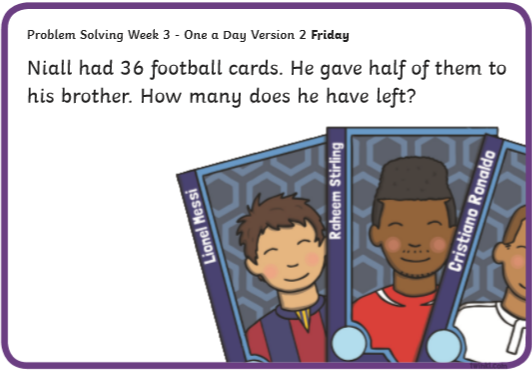 Problem Solving Week 3 - One a Day Version 2 Friday
Niall had 36 football cards. He gave half of them to
his brother. How many does he have left?
Lionel Messi
Raheem Stirling
Cristiano Ronaldo